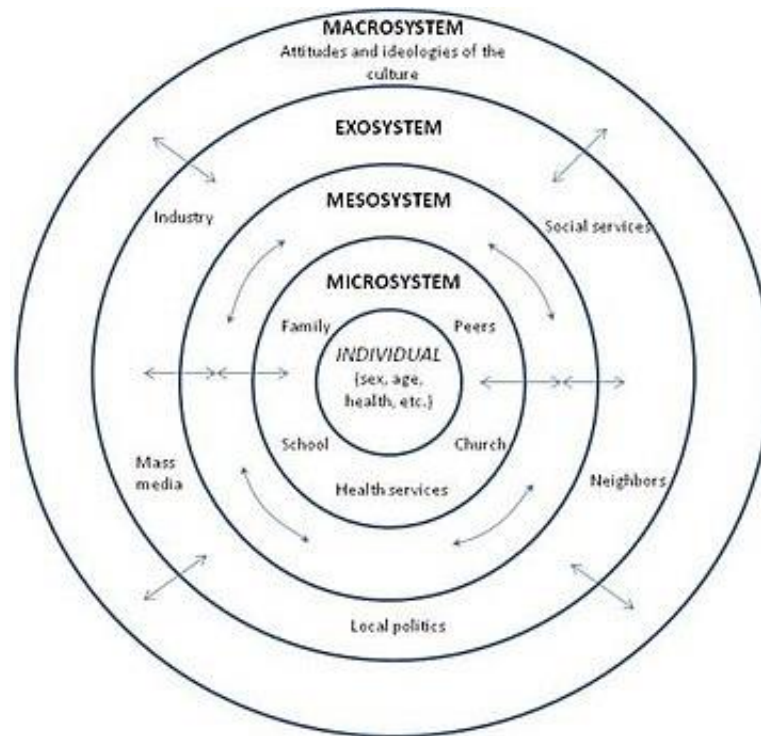 MACROSYSTEM
Attitudes and ideologies of the
culture
EXOSYSTEM
MESOSYSTEM
Industry
Social services
MICROSYSTEM
Family
Peers
INDIVIDUAL
(sex, age,
health, etc.)
School
Church
Mass
media
Health services
Neighbors
Local politics